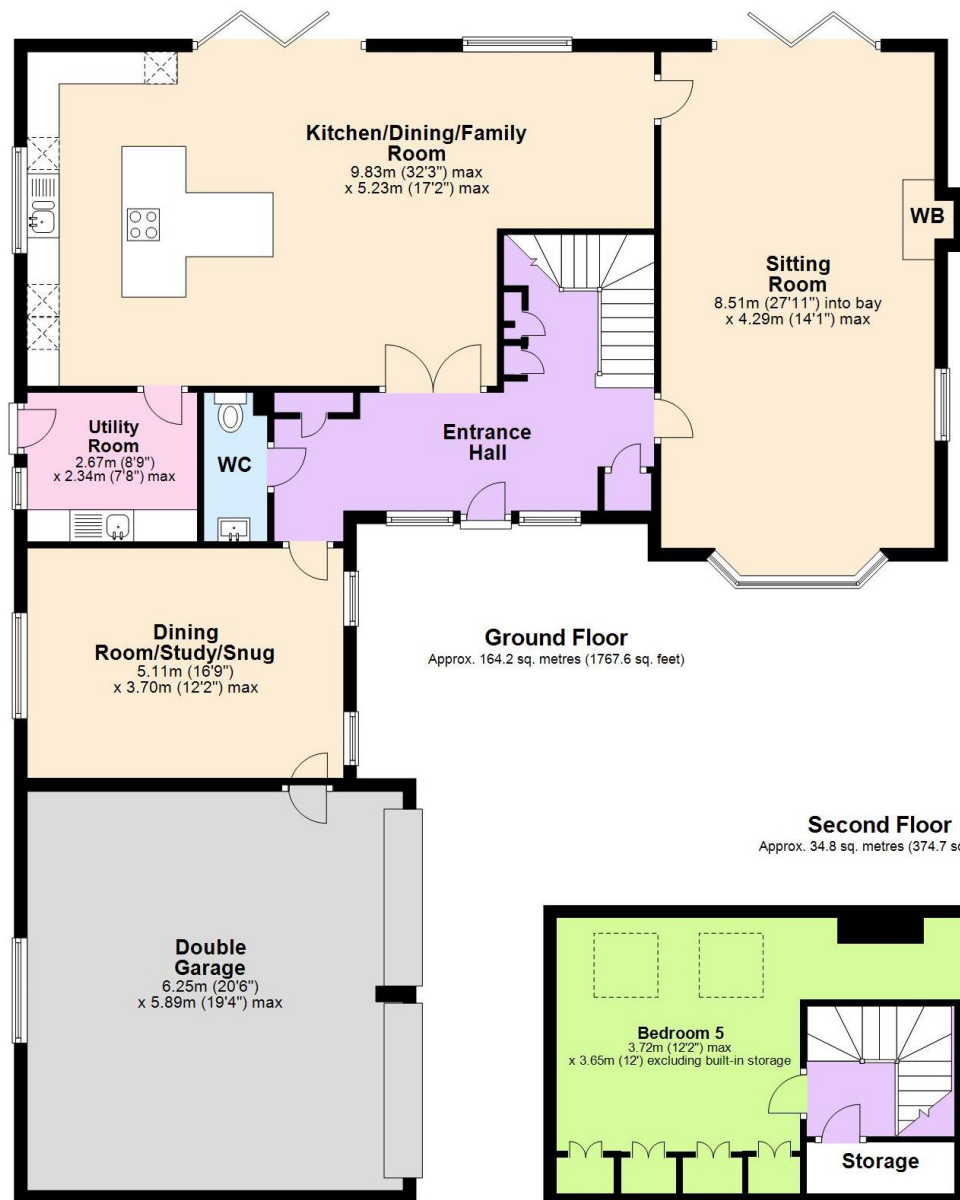 Kitchen/Dining/Family
Room
9.83m (32'3") max
x 5.23m (17'2") max
WB
Sitting
Room
8.51m (27'11") into bay
x 4.29m (14'1") max
Utility
Room
2.67m (8'9")
x 2.34m (7'8") max
WC
Entrance
Hall
Dining
Room/Study/Snug
5.11m (16'9")
x 3.70m (12'2") max
Ground Floor
Approx. 164.2 sq. metres (1767.6 sq. feet)
Double
Garage
6.25m (20'6")
x 5.89m (19'4") max
Second Floor
Approx. 34.8 sq. metres (374.7
Bedroom 5
3.72m (12'2") max
x 3.65m (12') excluding built-in storage
Storage